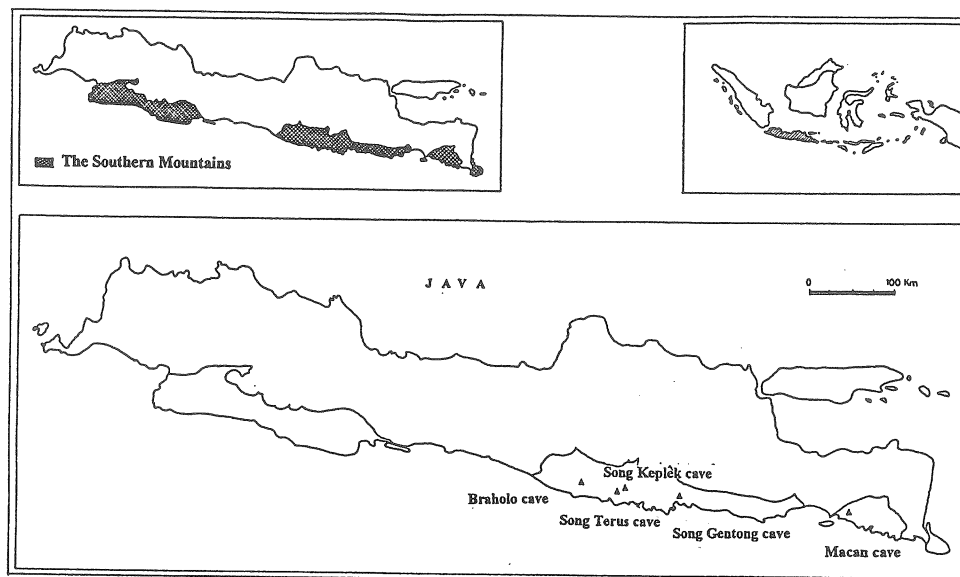 The Southern Mountains
J A V A
0 100 Km
Song Keplek cave
Braholo cave
Song Terus cave
Song Gentong cave
Macan cave